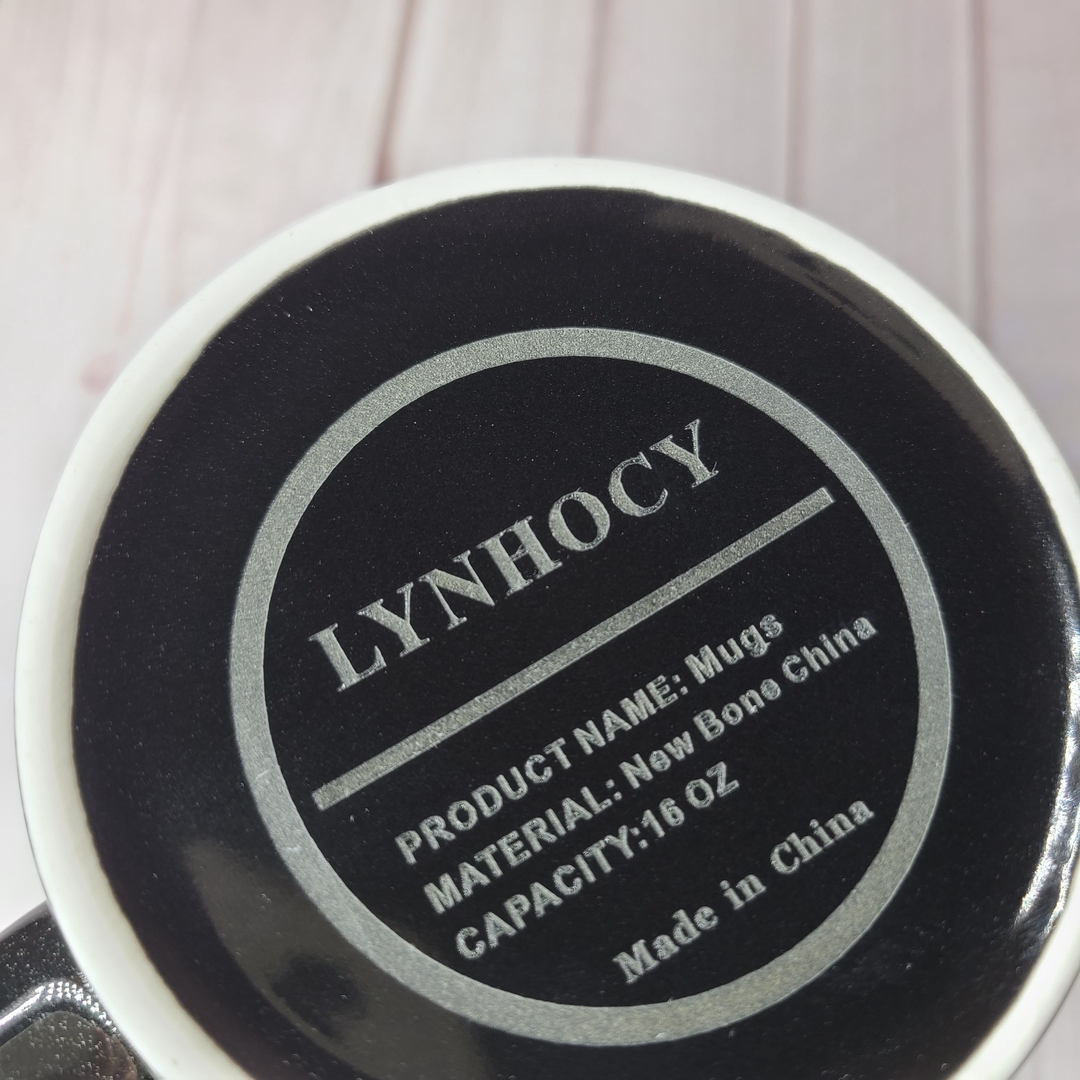 LYNHOCY
PRODUCT NAME: Mugs
MATERIAL: New Bone China
CAPACITY:16 OZ
Made in China